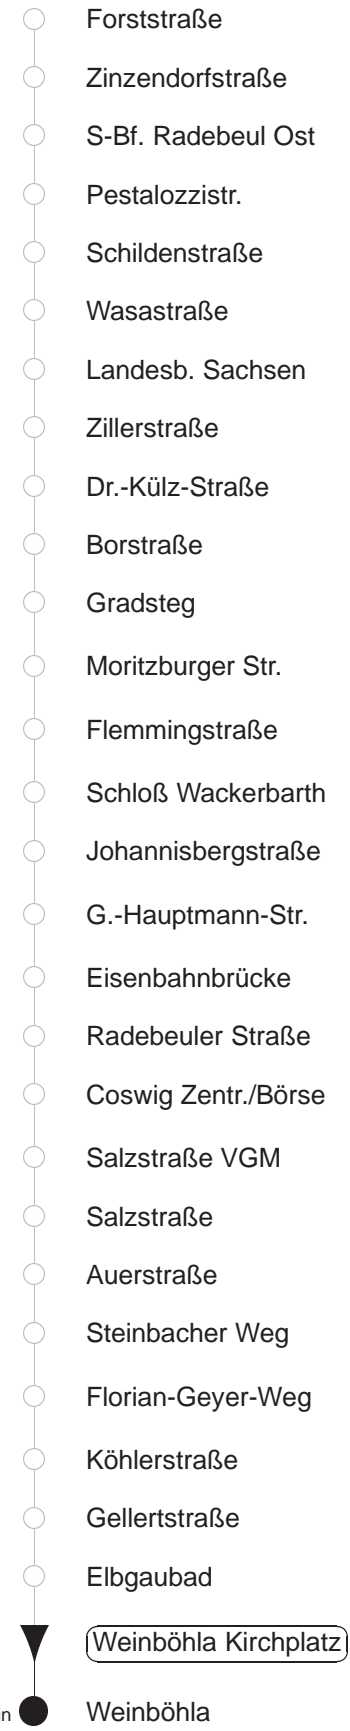 Forststraße
Zinzendorfstraße
S-Bf. Radebeul Ost
Pestalozzistr.
Schildenstraße
Wasastraße
Landesb. Sachsen
Zillerstraße
Dr.-Külz-Straße
Borstraße
Gradsteg
Moritzburger Str.
Flemmingstraße
Schloß Wackerbarth
Johannisbergstraße
G.-Hauptmann-Str.
Eisenbahnbrücke
Radebeuler Straße
Coswig Zentr./Börse
Salzstraße VGM
Salzstraße
Auerstraße
Steinbacher Weg
Florian-Geyer-Weg
Köhlerstraße
Gellertstraße
Elbgaubad
Weinböhla Kirchplatz
Weinböhla